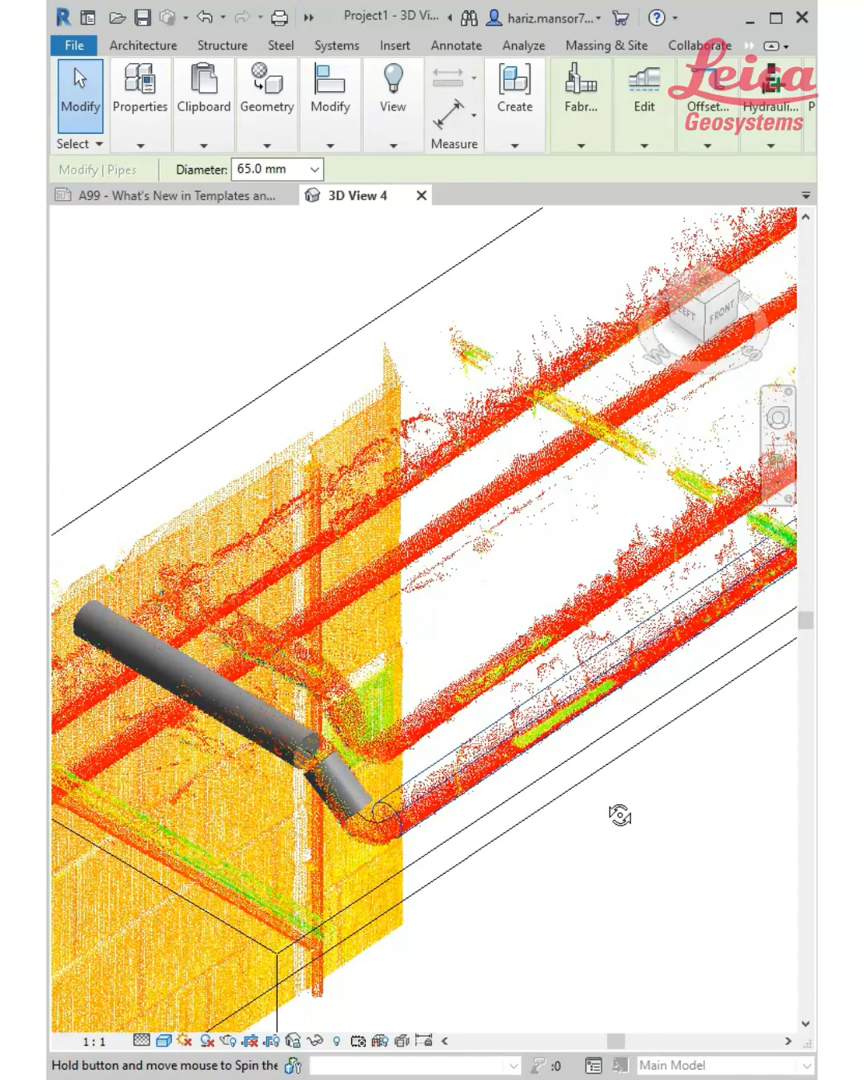 Project1 - 3D Vi...
hariz.mansor7...
File Architecture Structure Steel Systems Insert Annotate Analyze Massing & Site Collaborate
Leica
Geosystems
Modify Properties Clipboard Geometry Modify View Create Fabr... Edit Offset... Hydrauli... P
Select Measure
Modify | Pipes Diameter: 65.0 mm
A99 - What's New in Templates an... 3D View 4
LEFT FRONT
W
1 : 1
Hold button and move mouse to Spin the :0 Main Model